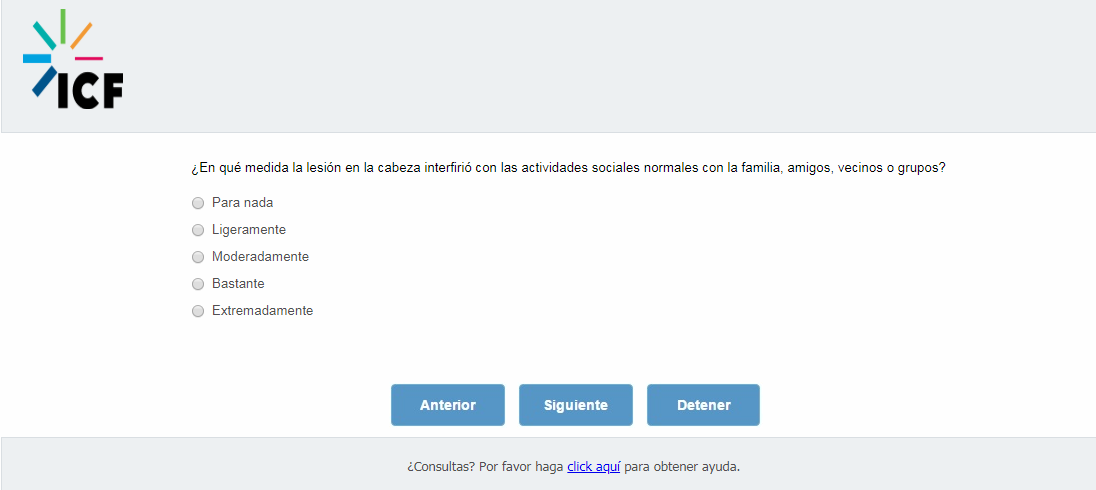 ICF
¿En qué medida la lesión en la cabeza interfirió con las actividades sociales normales con la familia, amigos, vecinos o grupos?
Para nada
Ligeramente
Moderadamente
Bastante
Extremadamente
Anterior Siguiente Detener
¿Consultas? Por favor haga click aquí para obtener ayuda.